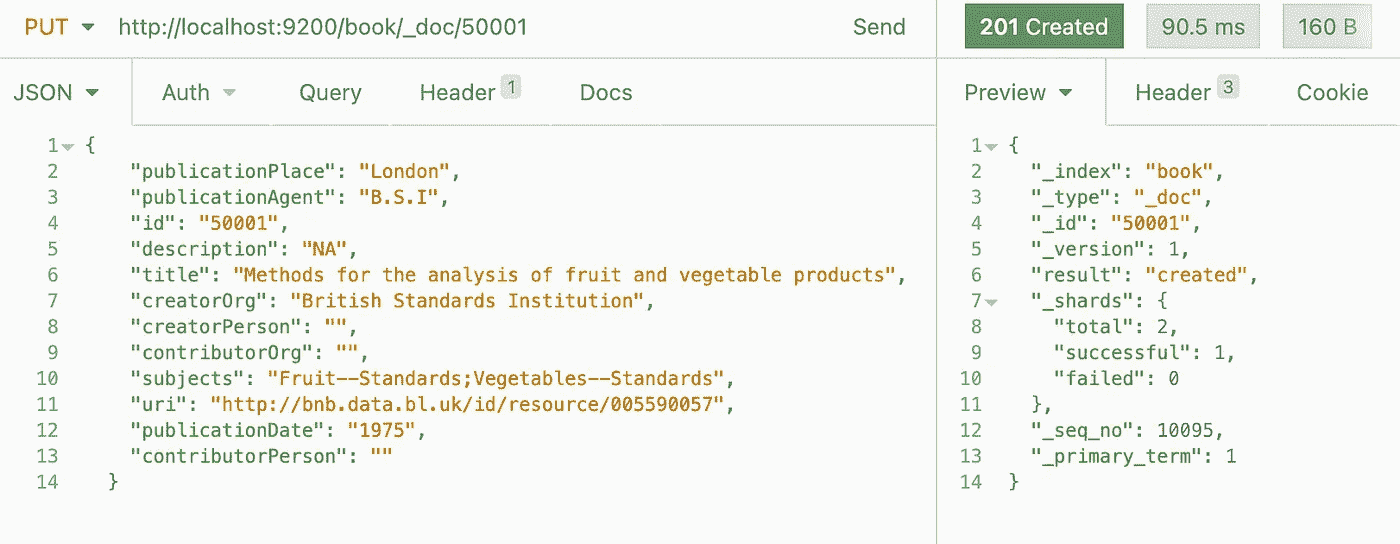 PUT http://localhost:9200/book/_doc/50001 Send
JSON Auth Query Header 1 Docs
1 {
2 "publicationPlace": "London",
3 "publicationAgent": "B.S.I",
4 "id": "50001",
5 "description": "NA",
6 "title": "Methods for the analysis of fruit and vegetable products",
7 "creatorOrg": "British Standards Institution",
8 "creatorPerson": "",
9 "contributorOrg": "",
10 "subjects": "Fruit--Standards;Vegetables--Standards",
11 "uri": "http://bnb.data.bl.uk/id/resource/005590057",
12 "publicationDate": "1975",
13 "contributorPerson": ""
14 }
201 Created 90.5 ms 160 B
Preview Header 3 Cookie
1 {
2 "_index": "book",
3 "_type": "_doc",
4 "_id": "50001",
5 "_version": 1,
6 "result": "created",
7 "_shards": {
8 "total": 2,
9 "successful": 1,
10 "failed": 0
11 },
12 "_seq_no": 10095,
13 "_primary_term": 1
14 }